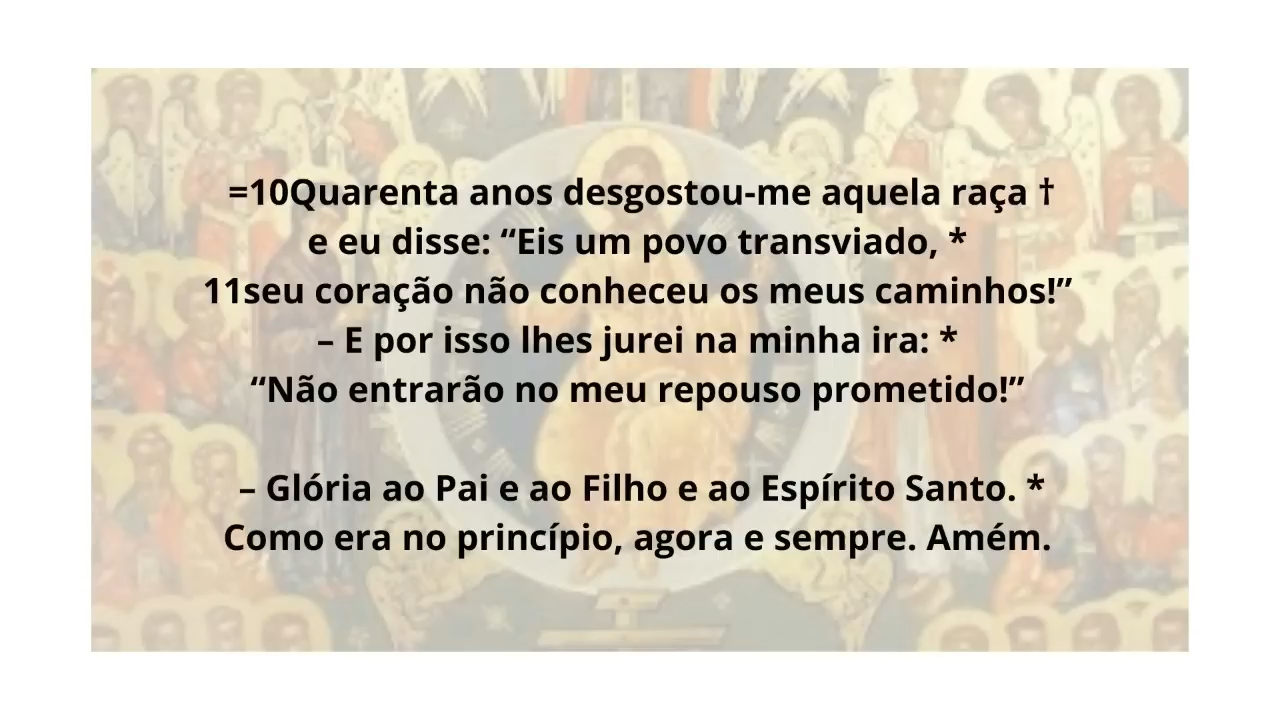 =10Quarenta anos desgostou-me aquela raça †
e eu disse: “Eis um povo transviado, *
11seu coração não conheceu os meus caminhos!”
– E por isso lhes jurei na minha ira: *
“Não entrarão no meu repouso prometido!”
– Glória ao Pai e ao Filho e ao Espírito Santo. *
Como era no princípio, agora e sempre. Amém.